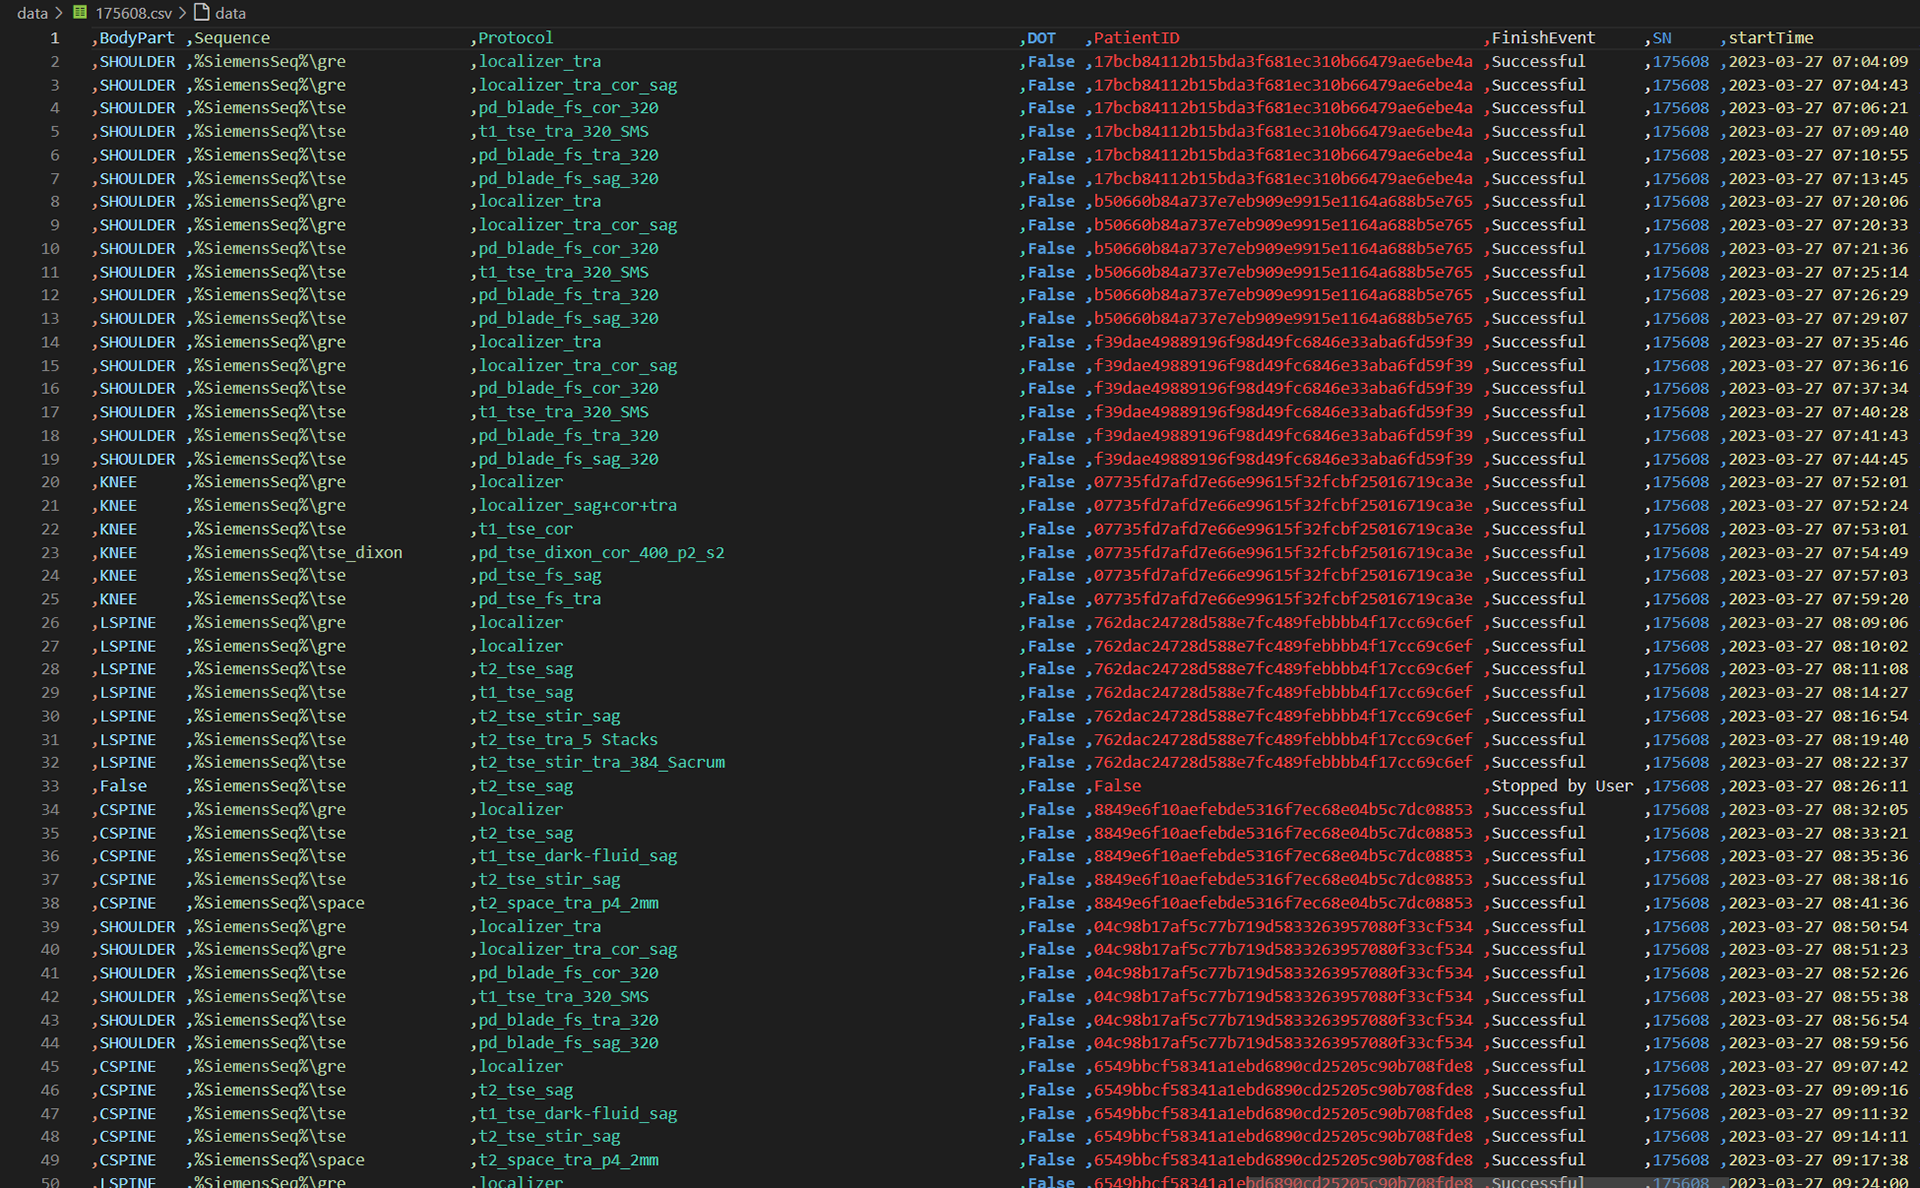 data > 175608.csv > data
1 ,BodyPart ,Sequence ,Protocol ,DOT ,PatientID ,FinishEvent ,SN ,startTime
2 ,SHOULDER ,%SiemensSeq%\gre ,localizer_tra ,False ,17bcb84112b15bda3f681ec310b66479ae6ebe4a ,Successful ,175608 ,2023-03-27 07:04:09
3 ,SHOULDER ,%SiemensSeq%\gre ,localizer_tra_cor_sag ,False ,17bcb84112b15bda3f681ec310b66479ae6ebe4a ,Successful ,175608 ,2023-03-27 07:04:43
4 ,SHOULDER ,%SiemensSeq%\tse ,pd_blade_fs_cor_320 ,False ,17bcb84112b15bda3f681ec310b66479ae6ebe4a ,Successful ,175608 ,2023-03-27 07:06:21
5 ,SHOULDER ,%SiemensSeq%\tse ,t1_tse_tra_320_SMS ,False ,17bcb84112b15bda3f681ec310b66479ae6ebe4a ,Successful ,175608 ,2023-03-27 07:09:40
6 ,SHOULDER ,%SiemensSeq%\tse ,pd_blade_fs_tra_320 ,False ,17bcb84112b15bda3f681ec310b66479ae6ebe4a ,Successful ,175608 ,2023-03-27 07:10:55
7 ,SHOULDER ,%SiemensSeq%\tse ,pd_blade_fs_sag_320 ,False ,17bcb84112b15bda3f681ec310b66479ae6ebe4a ,Successful ,175608 ,2023-03-27 07:13:45
8 ,SHOULDER ,%SiemensSeq%\gre ,localizer_tra ,False ,b50660b84a737e7eb909e9915e1164a688b5e765 ,Successful ,175608 ,2023-03-27 07:20:06
9 ,SHOULDER ,%SiemensSeq%\gre ,localizer_tra_cor_sag ,False ,b50660b84a737e7eb909e9915e1164a688b5e765 ,Successful ,175608 ,2023-03-27 07:20:33
10 ,SHOULDER ,%SiemensSeq%\tse ,pd_blade_fs_cor_320 ,False ,b50660b84a737e7eb909e9915e1164a688b5e765 ,Successful ,175608 ,2023-03-27 07:21:36
11 ,SHOULDER ,%SiemensSeq%\tse ,t1_tse_tra_320_SMS ,False ,b50660b84a737e7eb909e9915e1164a688b5e765 ,Successful ,175608 ,2023-03-27 07:25:14
12 ,SHOULDER ,%SiemensSeq%\tse ,pd_blade_fs_tra_320 ,False ,b50660b84a737e7eb909e9915e1164a688b5e765 ,Successful ,175608 ,2023-03-27 07:26:29
13 ,SHOULDER ,%SiemensSeq%\tse ,pd_blade_fs_sag_320 ,False ,b50660b84a737e7eb909e9915e1164a688b5e765 ,Successful ,175608 ,2023-03-27 07:29:07
14 ,SHOULDER ,%SiemensSeq%\gre ,localizer_tra ,False ,f39dae49889196f98d49fc6846e33aba6fd59f39 ,Successful ,175608 ,2023-03-27 07:35:46
15 ,SHOULDER ,%SiemensSeq%\gre ,localizer_tra_cor_sag ,False ,f39dae49889196f98d49fc6846e33aba6fd59f39 ,Successful ,175608 ,2023-03-27 07:36:16
16 ,SHOULDER ,%SiemensSeq%\tse ,pd_blade_fs_cor_320 ,False ,f39dae49889196f98d49fc6846e33aba6fd59f39 ,Successful ,175608 ,2023-03-27 07:37:34
17 ,SHOULDER ,%SiemensSeq%\tse ,t1_tse_tra_320_SMS ,False ,f39dae49889196f98d49fc6846e33aba6fd59f39 ,Successful ,175608 ,2023-03-27 07:40:28
18 ,SHOULDER ,%SiemensSeq%\tse ,pd_blade_fs_tra_320 ,False ,f39dae49889196f98d49fc6846e33aba6fd59f39 ,Successful ,175608 ,2023-03-27 07:41:43
19 ,SHOULDER ,%SiemensSeq%\tse ,pd_blade_fs_sag_320 ,False ,f39dae49889196f98d49fc6846e33aba6fd59f39 ,Successful ,175608 ,2023-03-27 07:44:45
20 ,KNEE ,%SiemensSeq%\gre ,localizer ,False ,07735fd7afd7e66e99615f32fcbf25016719ca3e ,Successful ,175608 ,2023-03-27 07:52:01
21 ,KNEE ,%SiemensSeq%\gre ,localizer_sag+cor+tra ,False ,07735fd7afd7e66e99615f32fcbf25016719ca3e ,Successful ,175608 ,2023-03-27 07:52:24
22 ,KNEE ,%SiemensSeq%\tse ,t1_tse_cor ,False ,07735fd7afd7e66e99615f32fcbf25016719ca3e ,Successful ,175608 ,2023-03-27 07:53:01
23 ,KNEE ,%SiemensSeq%\tse_dixon ,pd_tse_dixon_cor_400_p2_s2 ,False ,07735fd7afd7e66e99615f32fcbf25016719ca3e ,Successful ,175608 ,2023-03-27 07:54:49
24 ,KNEE ,%SiemensSeq%\tse ,pd_tse_fs_sag ,False ,07735fd7afd7e66e99615f32fcbf25016719ca3e ,Successful ,175608 ,2023-03-27 07:57:03
25 ,KNEE ,%SiemensSeq%\tse ,pd_tse_fs_tra ,False ,07735fd7afd7e66e99615f32fcbf25016719ca3e ,Successful ,175608 ,2023-03-27 07:59:20
26 ,LSPINE ,%SiemensSeq%\gre ,localizer ,False ,762dac24728d588e7fc489febbbb4f17cc69c6ef ,Successful ,175608 ,2023-03-27 08:09:06
27 ,LSPINE ,%SiemensSeq%\gre ,localizer ,False ,762dac24728d588e7fc489febbbb4f17cc69c6ef ,Successful ,175608 ,2023-03-27 08:10:02
28 ,LSPINE ,%SiemensSeq%\tse ,t2_tse_sag ,False ,762dac24728d588e7fc489febbbb4f17cc69c6ef ,Successful ,175608 ,2023-03-27 08:11:08
29 ,LSPINE ,%SiemensSeq%\tse ,t1_tse_sag ,False ,762dac24728d588e7fc489febbbb4f17cc69c6ef ,Successful ,175608 ,2023-03-27 08:14:27
30 ,LSPINE ,%SiemensSeq%\tse ,t2_tse_stir_sag ,False ,762dac24728d588e7fc489febbbb4f17cc69c6ef ,Successful ,175608 ,2023-03-27 08:16:54
31 ,LSPINE ,%SiemensSeq%\tse ,t2_tse_tra_5 Stacks ,False ,762dac24728d588e7fc489febbbb4f17cc69c6ef ,Successful ,175608 ,2023-03-27 08:19:40
32 ,LSPINE ,%SiemensSeq%\tse ,t2_tse_stir_tra_384_Sacrum ,False ,762dac24728d588e7fc489febbbb4f17cc69c6ef ,Successful ,175608 ,2023-03-27 08:22:37
33 ,False ,%SiemensSeq%\tse ,t2_tse_sag ,False ,False ,Stopped by User ,175608 ,2023-03-27 08:26:11
34 ,CSPINE ,%SiemensSeq%\gre ,localizer ,False ,8849e6f10aefebde5316f7ec68e04b5c7dc08853 ,Successful ,175608 ,2023-03-27 08:32:05
35 ,CSPINE ,%SiemensSeq%\tse ,t2_tse_sag ,False ,8849e6f10aefebde5316f7ec68e04b5c7dc08853 ,Successful ,175608 ,2023-03-27 08:33:21
36 ,CSPINE ,%SiemensSeq%\tse ,t1_tse_dark-fluid_sag ,False ,8849e6f10aefebde5316f7ec68e04b5c7dc08853 ,Successful ,175608 ,2023-03-27 08:35:36
37 ,CSPINE ,%SiemensSeq%\tse ,t2_tse_stir_sag ,False ,8849e6f10aefebde5316f7ec68e04b5c7dc08853 ,Successful ,175608 ,2023-03-27 08:38:16
38 ,CSPINE ,%SiemensSeq%\space ,t2_space_tra_p4_2mm ,False ,8849e6f10aefebde5316f7ec68e04b5c7dc08853 ,Successful ,175608 ,2023-03-27 08:41:36
39 ,SHOULDER ,%SiemensSeq%\gre ,localizer_tra ,False ,04c98b17af5c77b719d5833263957080f33cf534 ,Successful ,175608 ,2023-03-27 08:50:54
40 ,SHOULDER ,%SiemensSeq%\gre ,localizer_tra_cor_sag ,False ,04c98b17af5c77b719d5833263957080f33cf534 ,Successful ,175608 ,2023-03-27 08:51:23
41 ,SHOULDER ,%SiemensSeq%\tse ,pd_blade_fs_cor_320 ,False ,04c98b17af5c77b719d5833263957080f33cf534 ,Successful ,175608 ,2023-03-27 08:52:26
42 ,SHOULDER ,%SiemensSeq%\tse ,t1_tse_tra_320_SMS ,False ,04c98b17af5c77b719d5833263957080f33cf534 ,Successful ,175608 ,2023-03-27 08:55:38
43 ,SHOULDER ,%SiemensSeq%\tse ,pd_blade_fs_tra_320 ,False ,04c98b17af5c77b719d5833263957080f33cf534 ,Successful ,175608 ,2023-03-27 08:56:54
44 ,SHOULDER ,%SiemensSeq%\tse ,pd_blade_fs_sag_320 ,False ,04c98b17af5c77b719d5833263957080f33cf534 ,Successful ,175608 ,2023-03-27 08:59:56
45 ,CSPINE ,%SiemensSeq%\gre ,localizer ,False ,6549bbcf58341a1ebd6890cd25205c90b708fde8 ,Successful ,175608 ,2023-03-27 09:07:42
46 ,CSPINE ,%SiemensSeq%\tse ,t2_tse_sag ,False ,6549bbcf58341a1ebd6890cd25205c90b708fde8 ,Successful ,175608 ,2023-03-27 09:09:16
47 ,CSPINE ,%SiemensSeq%\tse ,t1_tse_dark-fluid_sag ,False ,6549bbcf58341a1ebd6890cd25205c90b708fde8 ,Successful ,175608 ,2023-03-27 09:11:32
48 ,CSPINE ,%SiemensSeq%\tse ,t2_tse_stir_sag ,False ,6549bbcf58341a1ebd6890cd25205c90b708fde8 ,Successful ,175608 ,2023-03-27 09:14:11
49 ,CSPINE ,%SiemensSeq%\space ,t2_space_tra_p4_2mm ,False ,6549bbcf58341a1ebd6890cd25205c90b708fde8 ,Successful ,175608 ,2023-03-27 09:17:38
50 ,LSPINE ,%SiemensSeq%\gre ,localizer ,False ,6549bbcf58341a1ebd6890cd25205c90b708fde8 ,Successful ,175608 ,2023-03-27 09:24:00